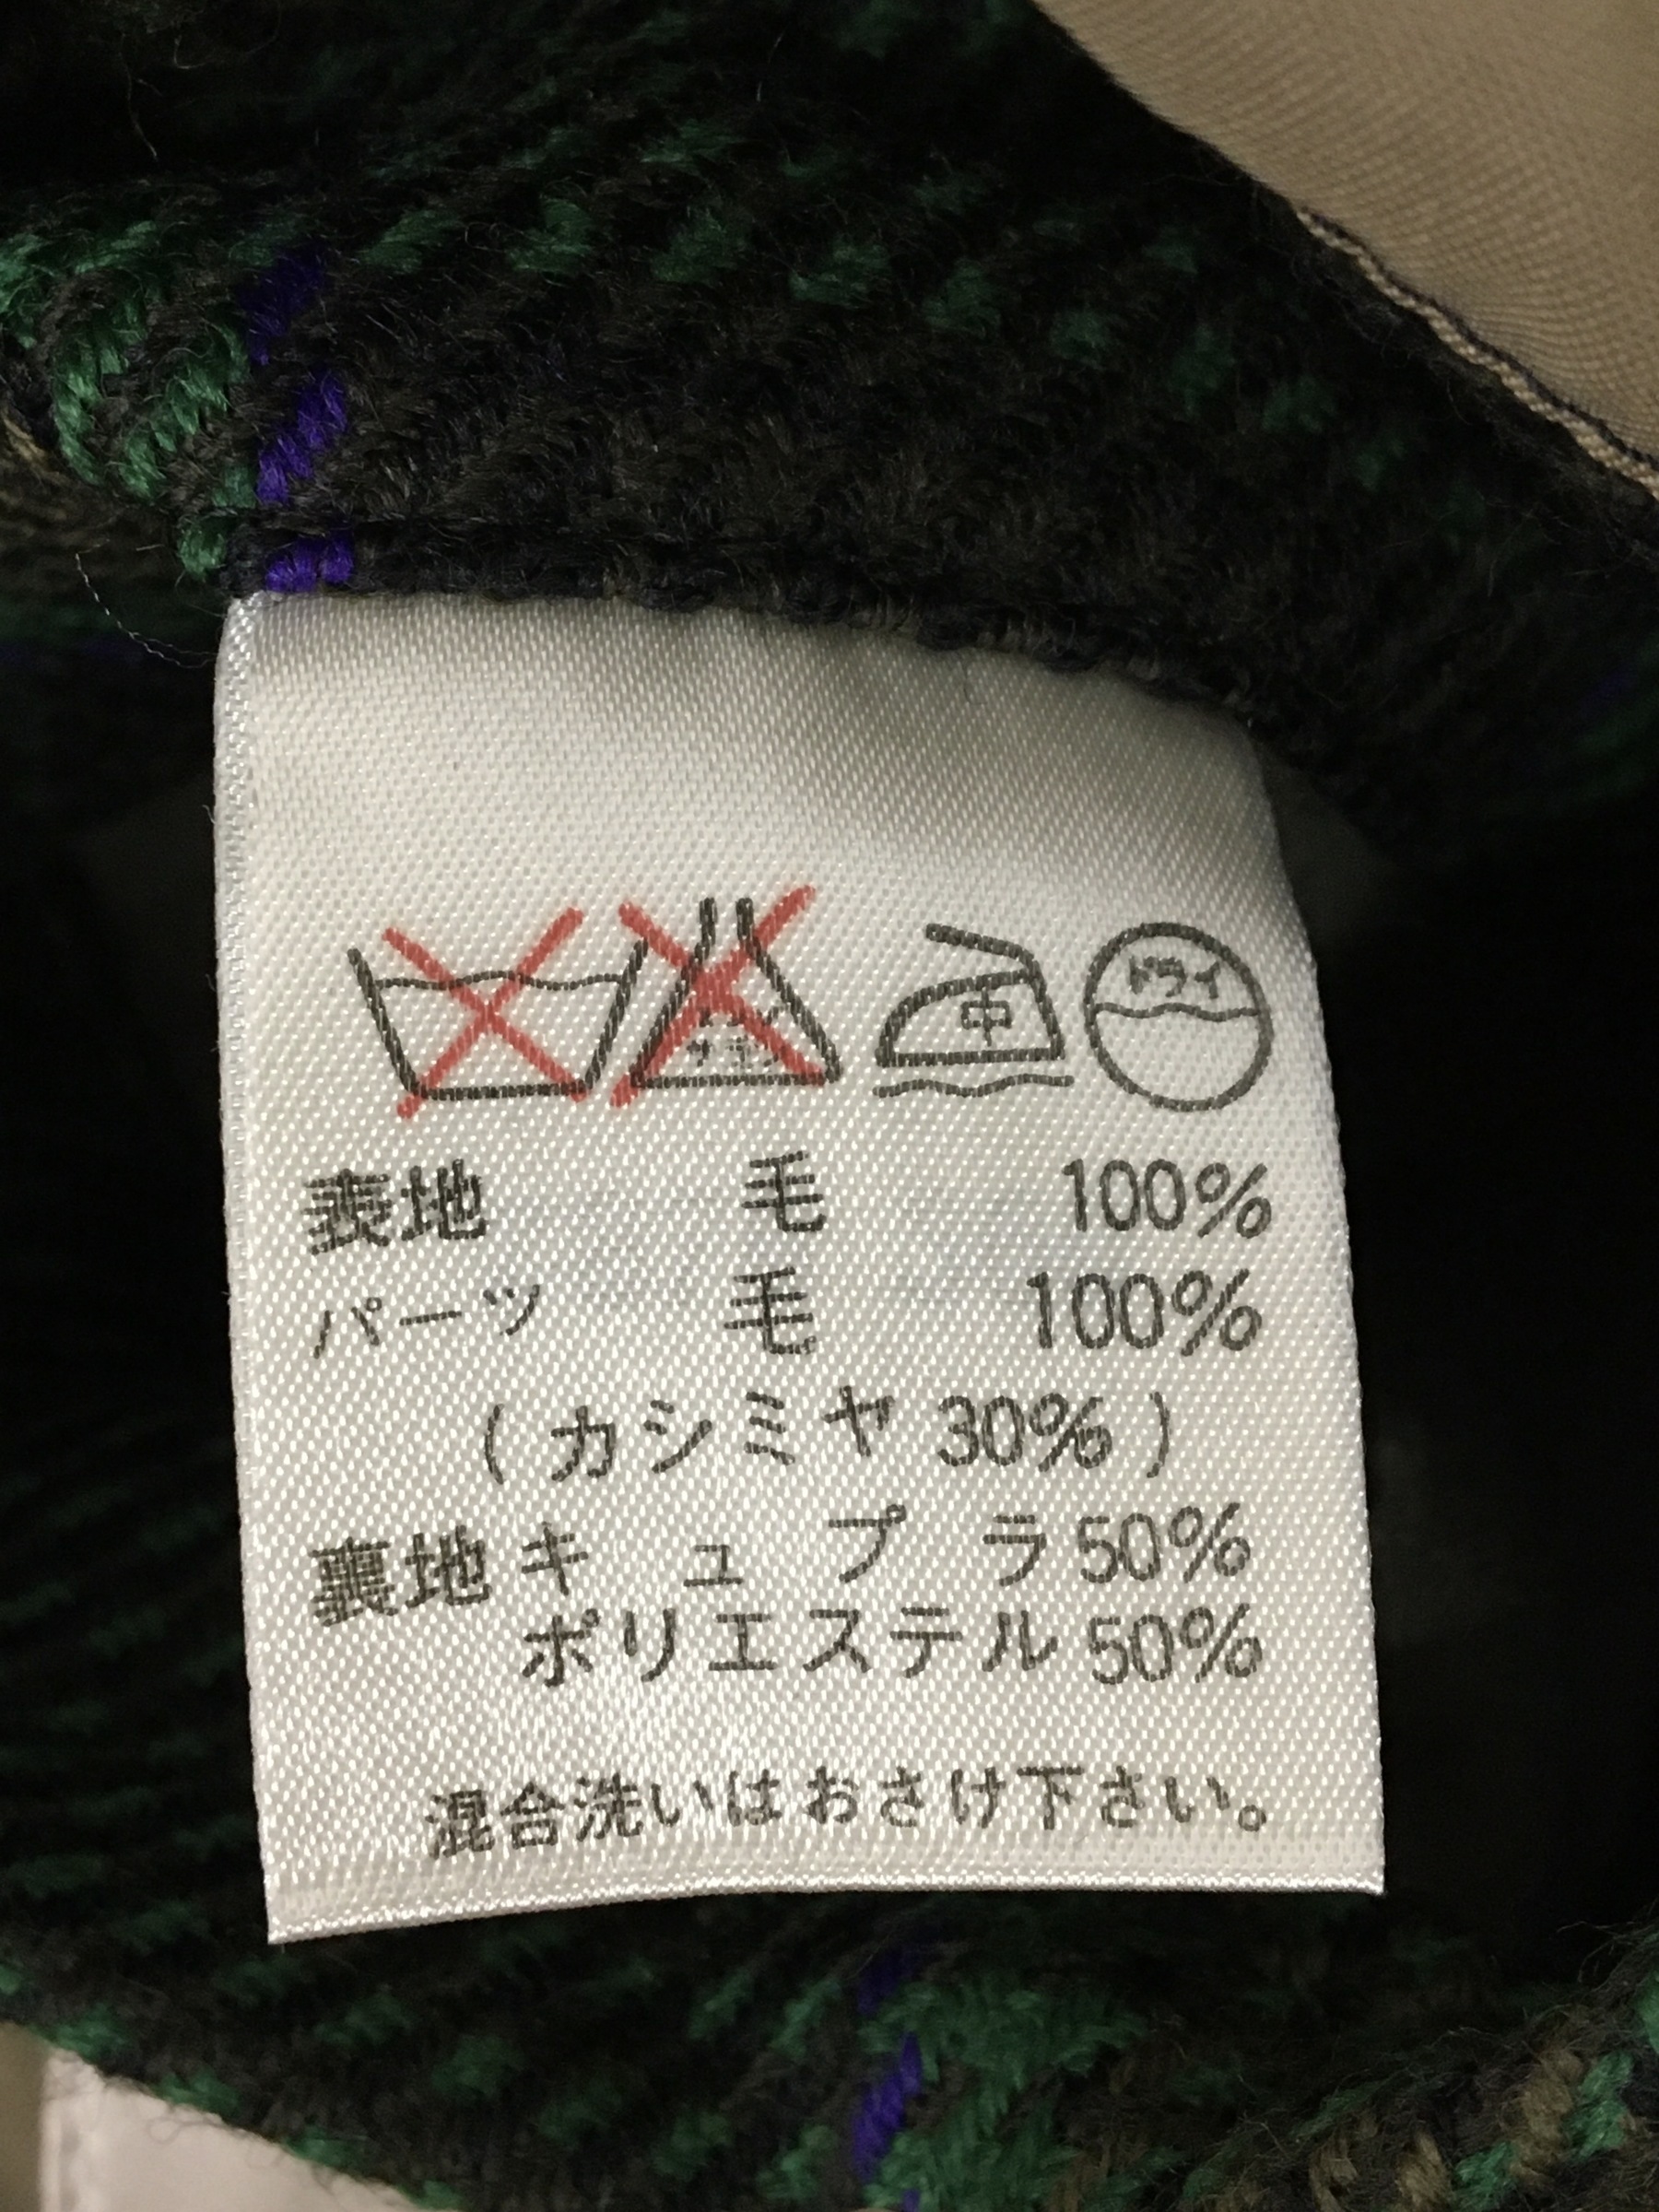 中 ドライ
表地 毛 100%
パーツ 毛 100%
(カシミヤ 30%)
裏地 キュプラ 50%
ポリエステル 50%
混合洗いはおさけ下さい。